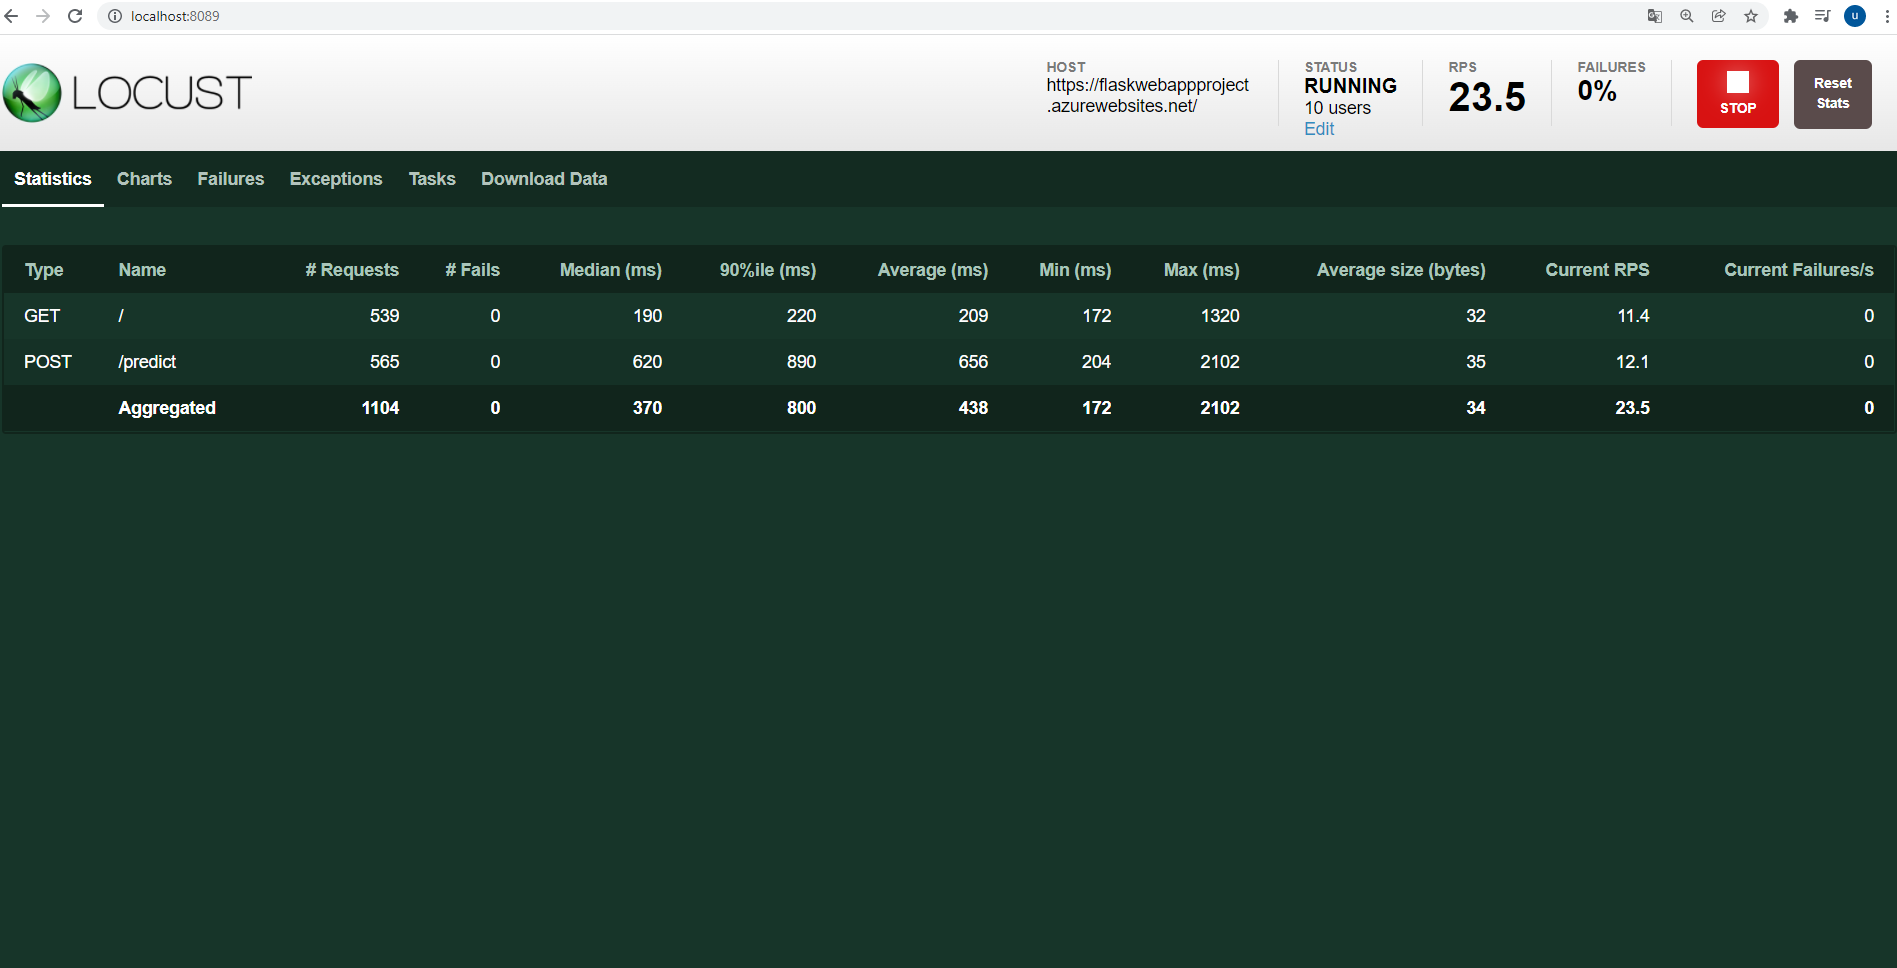 localhost:8089
u
LOCUST
HOST
https://flaskwebappproject
.azurewebsites.net/
STATUS
RUNNING
10 users
Edit
RPS
23.5
FAILURES
0%
STOP
Reset
Stats
Statistics Charts Failures Exceptions Tasks Download Data
Type Name # Requests # Fails Median (ms) 90%ile (ms) Average (ms) Min (ms) Max (ms) Average size (bytes) Current RPS Current Failures/s
GET / 539 0 190 220 209 172 1320 32 11.4 0
POST /predict 565 0 620 890 656 204 2102 35 12.1 0
Aggregated 1104 0 370 800 438 172 2102 34 23.5 0